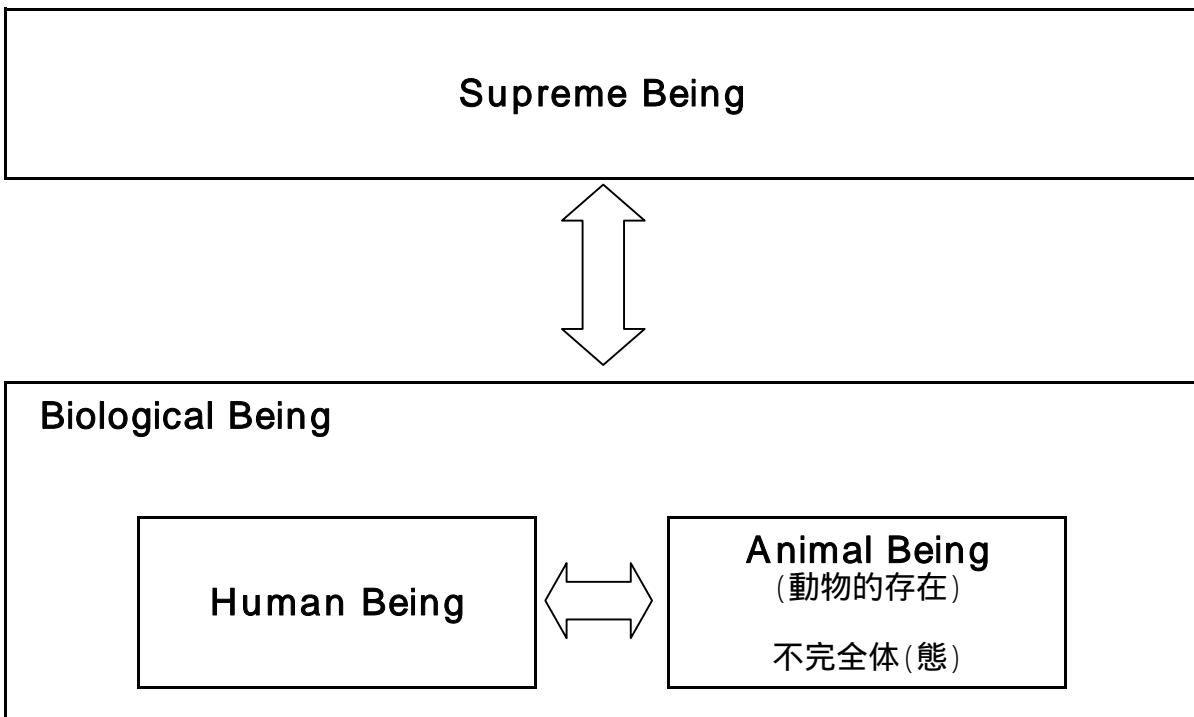 Supreme Being
Biological Being
Human Being
Animal Being
(動物的存在)
不完全体(態)